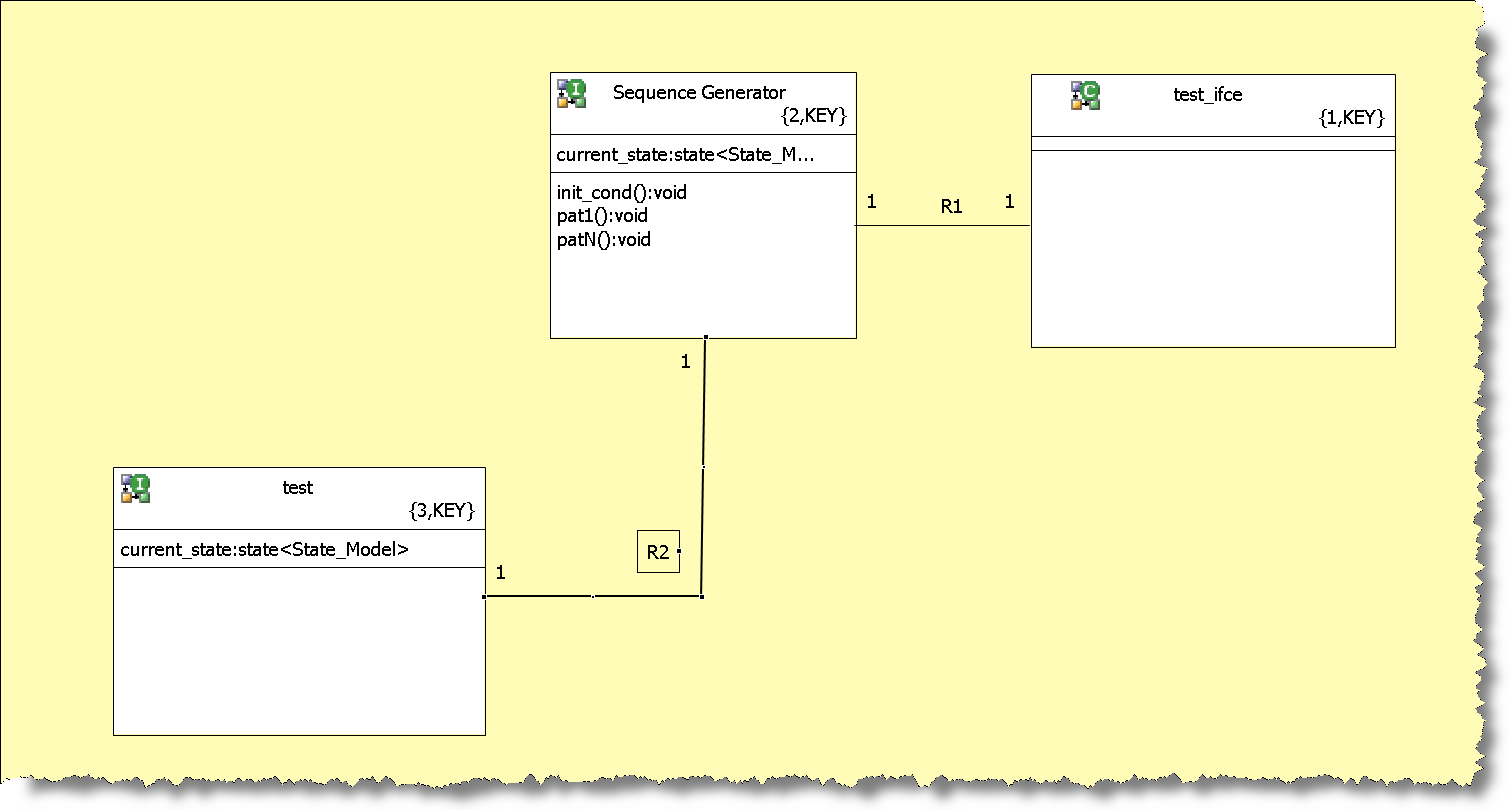 I
Sequence Generator
{2,KEY}
current_state:state<State_M...
init_cond():void
pat1():void
patN():void
C
test_ifce
{1,KEY}
1
R1
1
1
I
test
{3,KEY}
current_state:state<State_Model>
1
R2